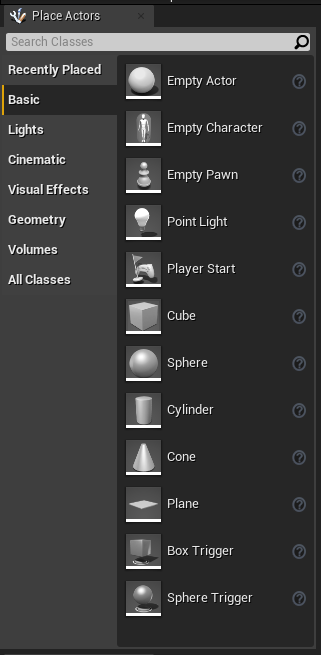 Place Actors
Search Classes
Recently Placed
Basic
Lights
Cinematic
Visual Effects
Geometry
Volumes
All Classes
Empty Actor
Empty Character
Empty Pawn
Point Light
Player Start
Cube
Sphere
Cylinder
Cone
Plane
Box Trigger
Sphere Trigger